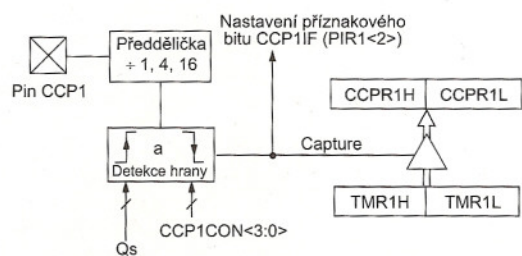 Nastavení příznakového
bitu CCP1IF (PIR1<2>)
Předdělička
÷ 1, 4, 16
Pin CCP1
CCPR1H
CCPR1L
a
Detekce hrany
Capture
TMR1H
TMR1L
CCP1CON<3:0>
Qs